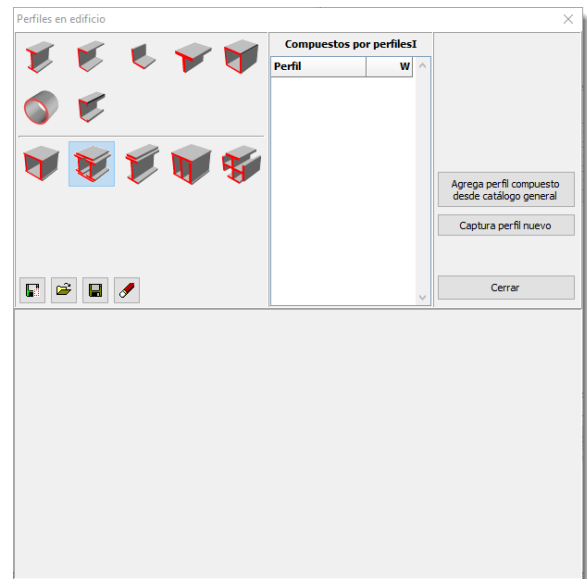 Perfiles en edificio
Compuestos por perfilesI
Perfil W
Agrega perfil compuesto
desde catálogo general
Captura perfil nuevo
Cerrar